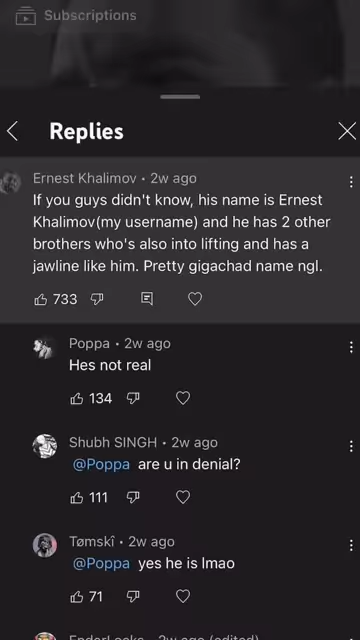 Subscriptions
Replies
Ernest Khalimov • 2w ago
If you guys didn't know, his name is Ernest
Khalimov(my username) and he has 2 other
brothers who's also into lifting and has a
jawline like him. Pretty gigachad name ngl.
733
Poppa • 2w ago
Hes not real
134
Shubh SINGH • 2w ago
@Poppa are u in denial?
111
Tømskî • 2w ago
@Poppa yes he is lmao
71
2w ago (edited)